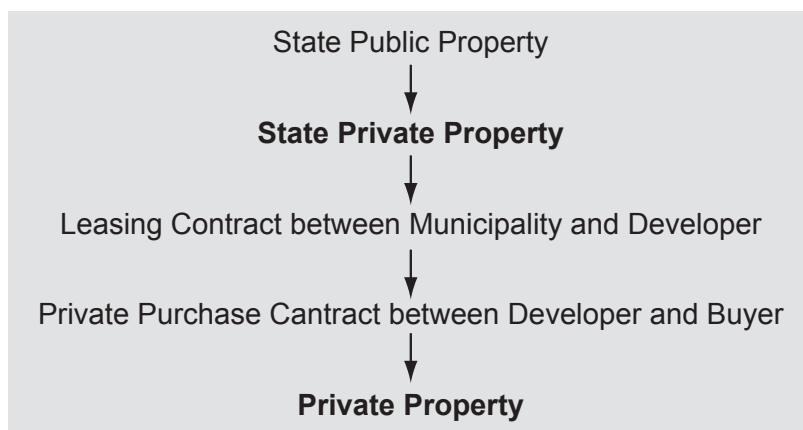 State Public Property
State Private Property
Leasing Contract between Municipality and Developer
Private Purchase Cantract between Developer and Buyer
Private Property